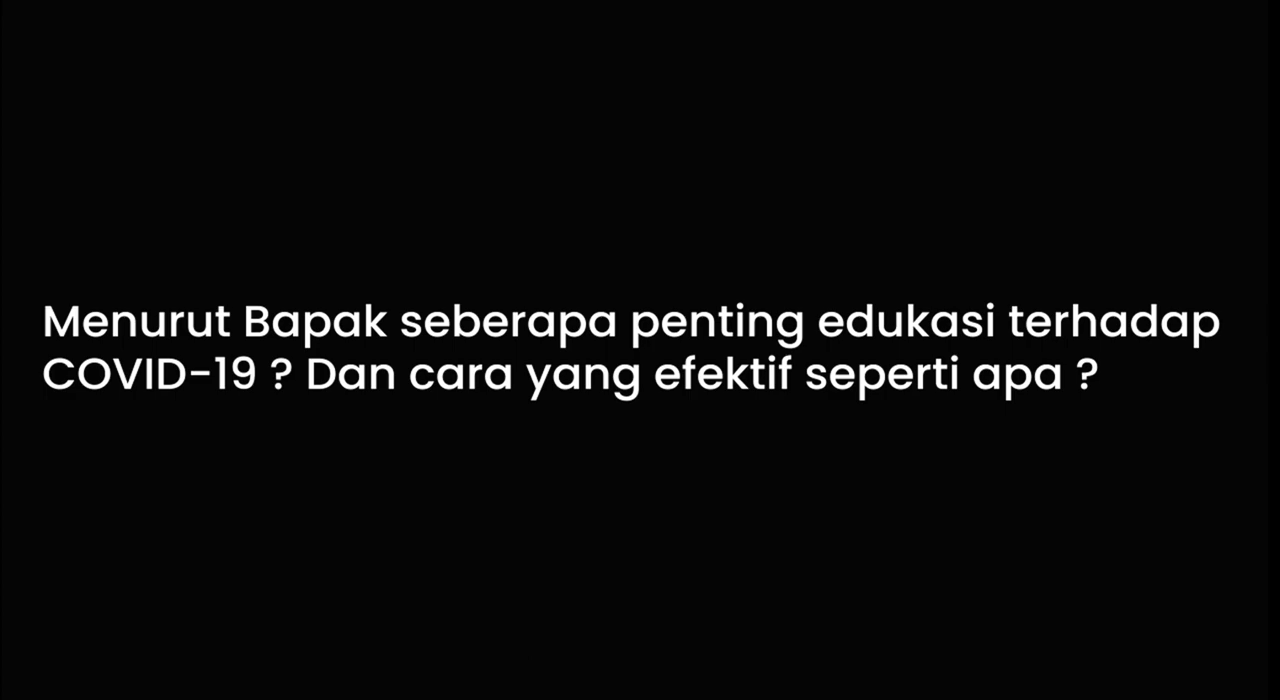 Menurut Bapak seberapa penting edukasi terhadap
COVID-19 ? Dan cara yang efektif seperti apa ?